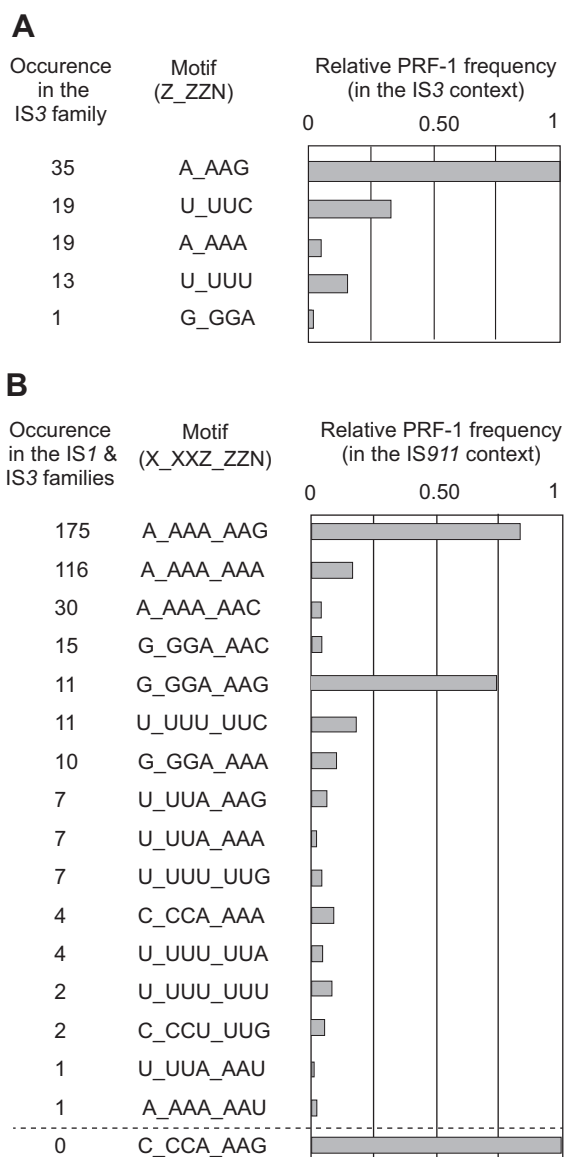 A
Occurence Motif Relative PRF-1 frequency
in the (Z_ZZN) (in the IS3 context)
IS3 family
0 0.50 1
35 A_AAG
19 U_UUC
19 A_AAA
13 U_UUU
1 G_GGA
B
Occurence Motif Relative PRF-1 frequency
in the IS1 & (X_XXZ_ZZN) (in the IS911 context)
IS3 families
0 0.50 1
175 A_AAA_AAG
116 A_AAA_AAA
30 A_AAA_AAC
15 G_GGA_AAC
11 G_GGA_AAG
11 U_UUU_UUC
10 G_GGA_AAA
7 U_UUA_AAG
7 U_UUA_AAA
7 U_UUU_UUG
4 C_CCA_AAA
4 U_UUU_UUA
2 U_UUU_UUU
2 C_CCU_UUG
1 U_UUA_AAU
1 A_AAA_AAU
0 C_CCA_AAG